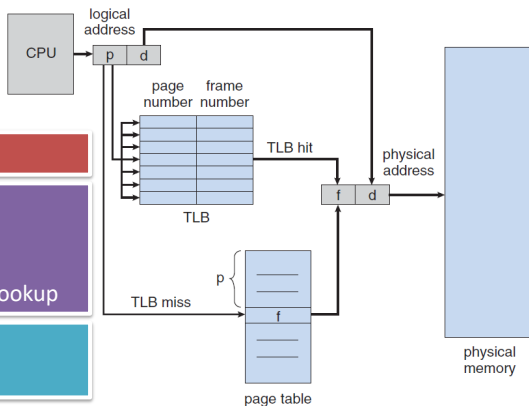 logical
address
CPU
p d
page number
frame number
TLB hit
physical
address
f d
TLB
p
ookup
TLB miss
f
physical
memory
page table